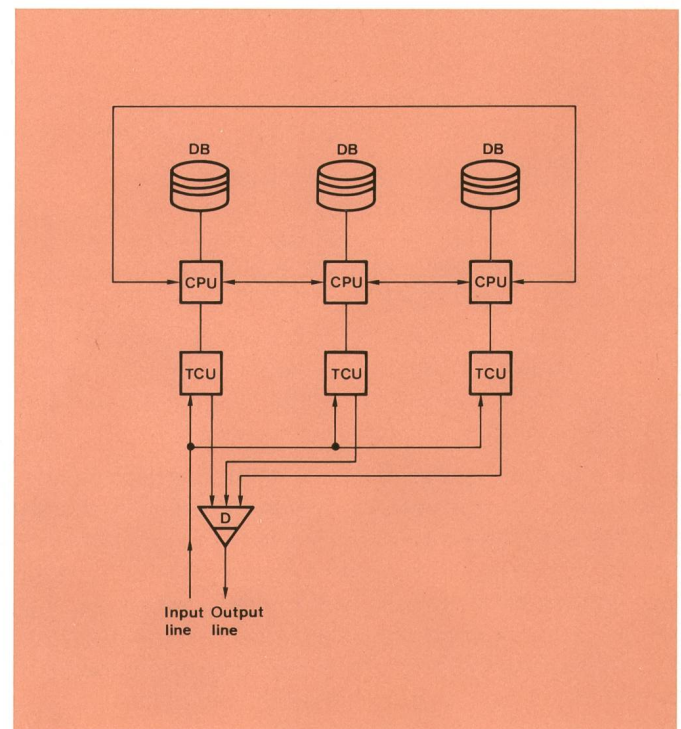 DB
DB
DB
CPU
CPU
CPU
TCU
TCU
TCU
D
Input Output
line line